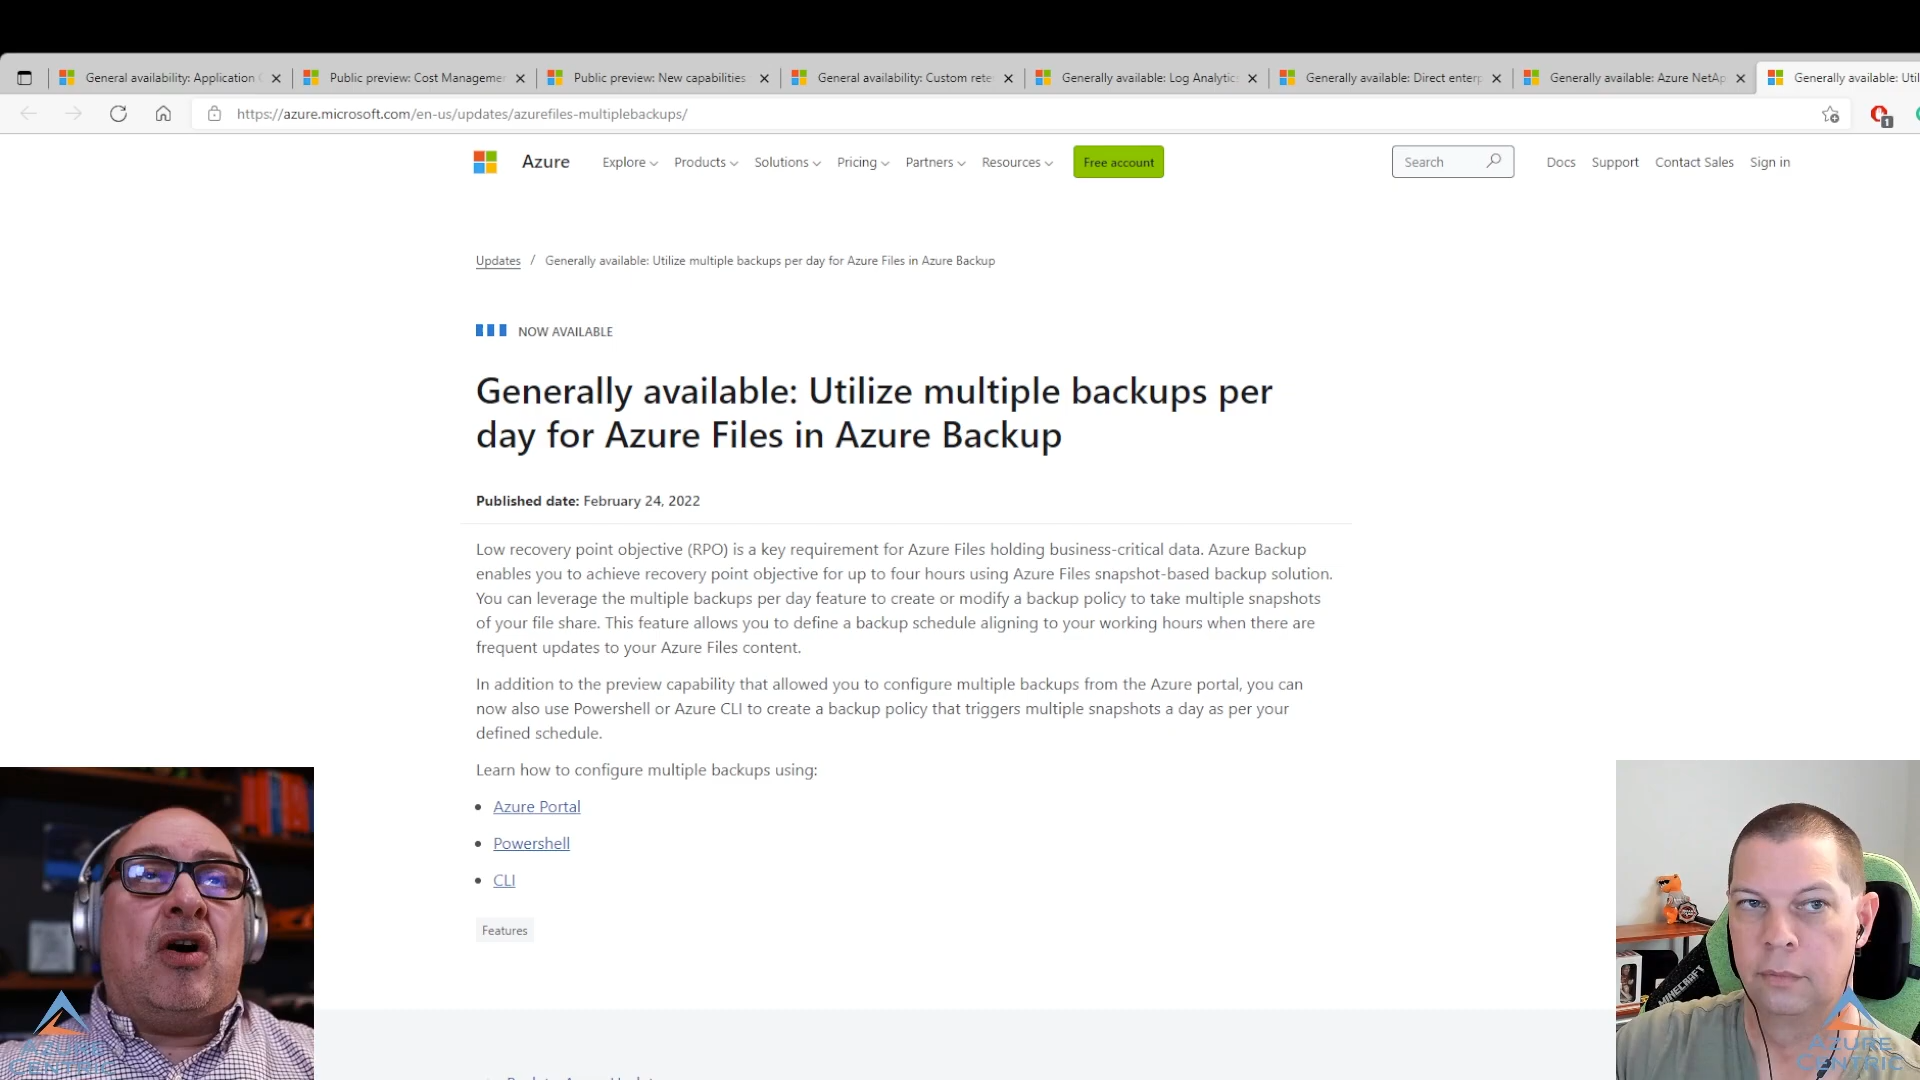 General availability: Application
Public preview: Cost Managemen
Public preview: New capabilities
General availability: Custom rete
Generally available: Log Analytics
Generally available: Direct enterp
Generally available: Azure NetAp
Generally available: Util
https://azure.microsoft.com/en-us/updates/azurefiles-multiplebackups/
1
Azure
Explore
Products
Solutions
Pricing
Partners
Resources
Free account
Search
Docs
Support
Contact Sales
Sign in
Updates / Generally available: Utilize multiple backups per day for Azure Files in Azure Backup
NOW AVAILABLE
Generally available: Utilize multiple backups per
day for Azure Files in Azure Backup
Published date: February 24, 2022
Low recovery point objective (RPO) is a key requirement for Azure Files holding business-critical data. Azure Backup
enables you to achieve recovery point objective for up to four hours using Azure Files snapshot-based backup solution.
You can leverage the multiple backups per day feature to create or modify a backup policy to take multiple snapshots
of your file share. This feature allows you to define a backup schedule aligning to your working hours when there are
frequent updates to your Azure Files content.
In addition to the preview capability that allowed you to configure multiple backups from the Azure portal, you can
now also use Powershell or Azure CLI to create a backup policy that triggers multiple snapshots a day as per your
defined schedule.
Learn how to configure multiple backups using:
• Azure Portal
• Powershell
• CLI
Features
MINECRAFT
AZURE
CENTRIC
AZURE
CENTRIC